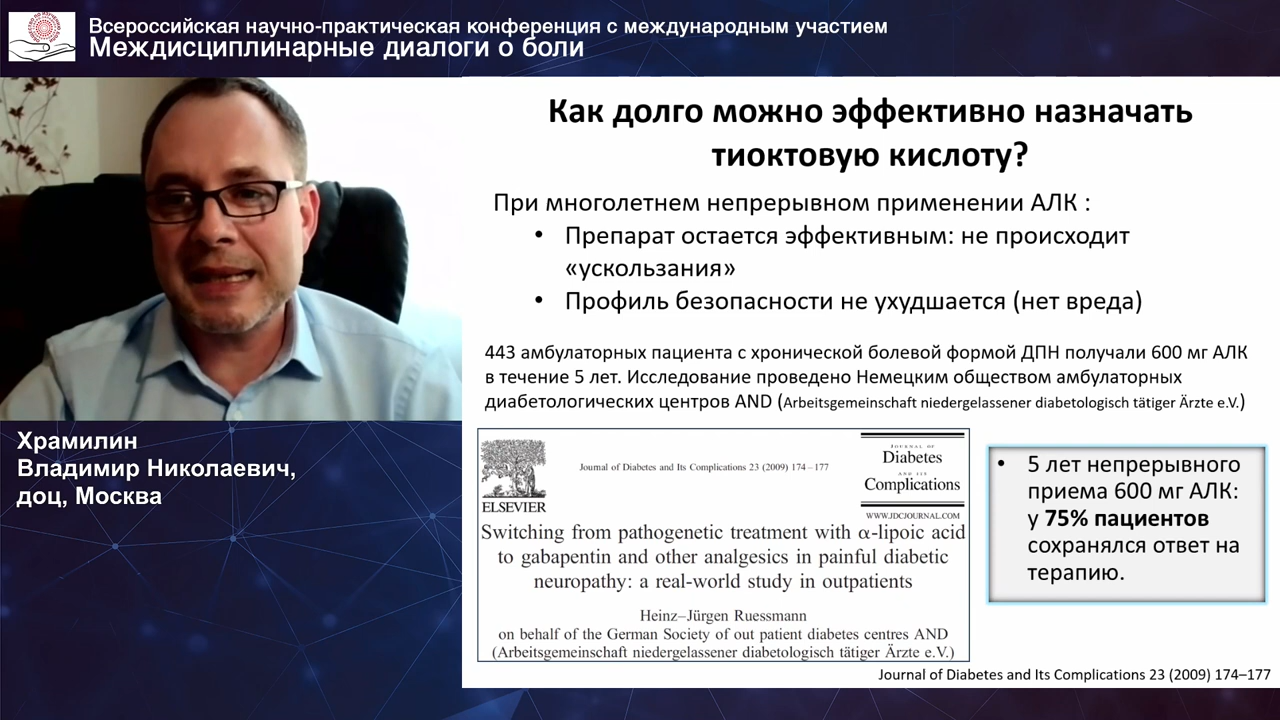 Всероссийская научно-практическая конференция с международным участием
Междисциплинарные диалоги о боли
Как долго можно эффективно назначать
тиоктовую кислоту?
При многолетнем непрерывном применении АЛК :
• Препарат остается эффективным: не происходит
«ускользания»
• Профиль безопасности не ухудшается (нет вреда)
443 амбулаторных пациента с хронической болевой формой ДПН получали 600 мг АЛК
в течение 5 лет. Исследование проведено Немецким обществом амбулаторных
диабетологических центров AND (Arbeitsgemeinschaft niedergelassener diabetologisch tätiger Ärzte e.V.)
Храмилин
Владимир Николаевич,
доц, Москва
ELSEVIER
Journal of Diabetes and Its Complications 23 (2009) 174–177
JOURNAL OF
Diabetes
AND ITS
Complications
WWW.JDCJOURNAL.COM
Switching from pathogenetic treatment with α-lipoic acid
to gabapentin and other analgesics in painful diabetic
neuropathy: a real-world study in outpatients
Heinz–Jürgen Ruessmann
on behalf of the German Society of out patient diabetes centres AND
(Arbeitsgemeinschaft niedergelassener diabetologisch tätiger Ärzte e.V.)
• 5 лет непрерывного
приема 600 мг АЛК:
у 75% пациентов
сохранялся ответ на
терапию.
Journal of Diabetes and Its Complications 23 (2009) 174–177